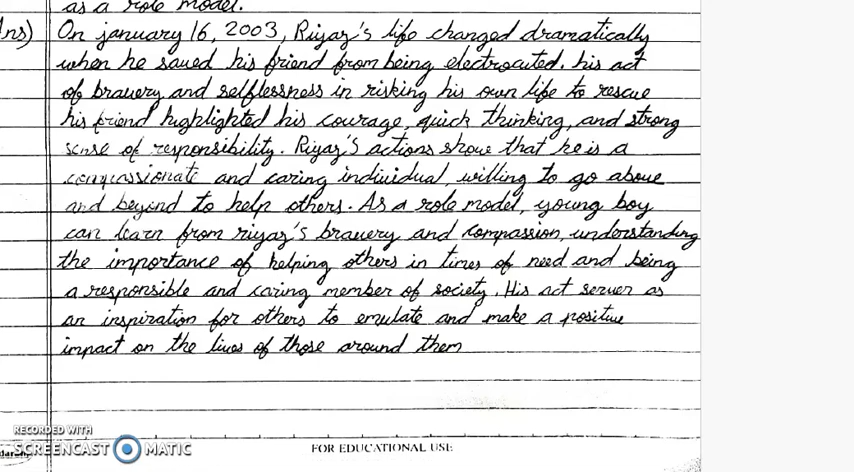 as a role model.
Ans) On january 16, 2003, Riyaz's life changed dramatically
when he saved his friend from being electrocuted. his act
of bravery and selflessness in risking his own life to rescue
his friend highlighted his courage, quick thinking, and strong
sense of responsibility. Riyaz's actions show that he is a
compassionate and caring individual, willing to go above
and beyond to help others. As a role model, young boy
can learn from riyaz's bravery and compassion, understanding
the importance of helping others in times of need and being
a responsible and caring member of society. His act server as
an inspiration for others to emulate and make a positive
impact on the lives of those around them
RECORDED WITH
SCREENCAST MATIC
FOR EDUCATIONAL USE